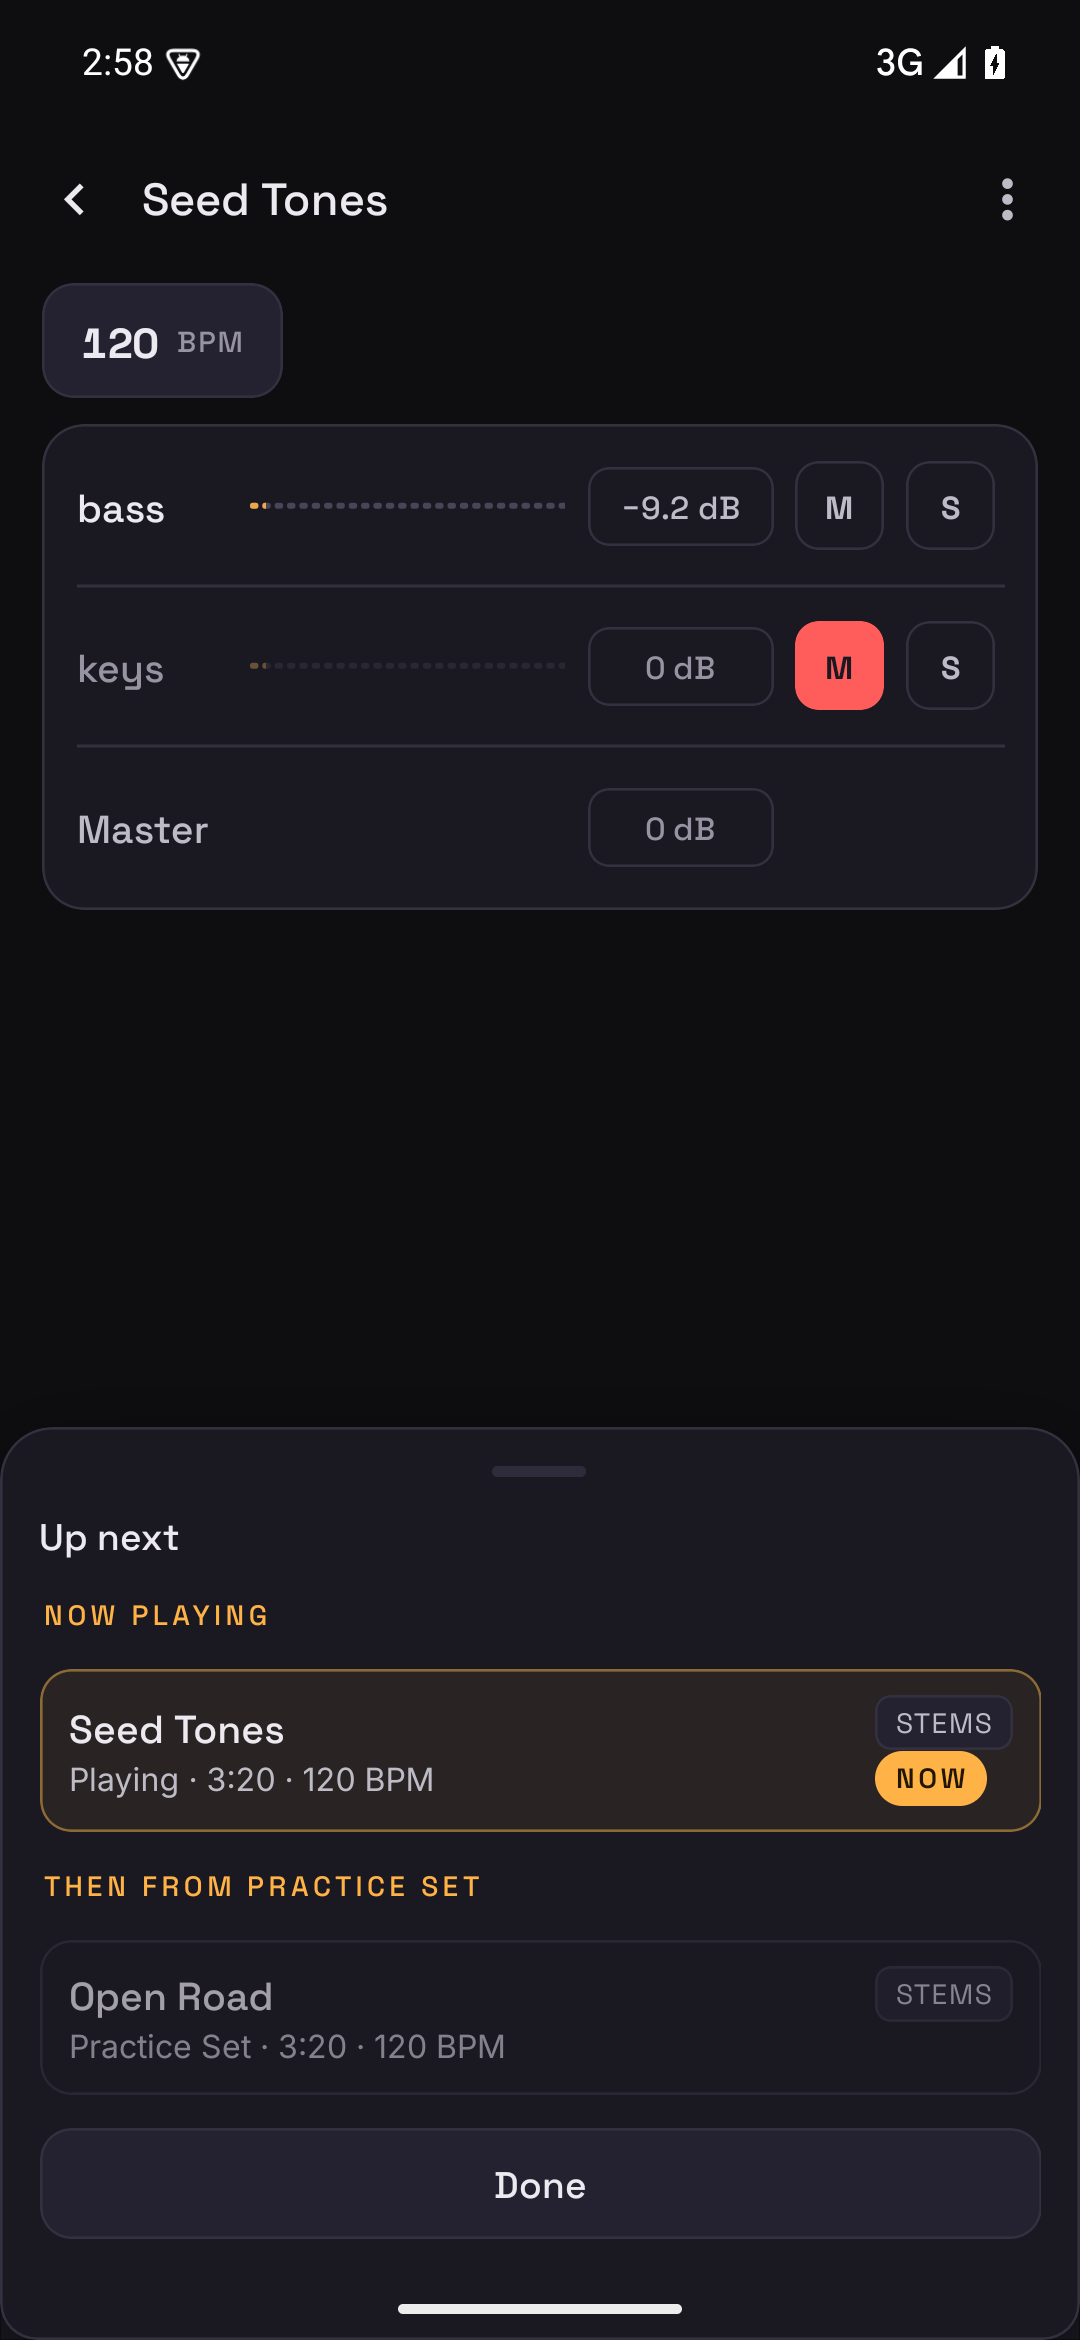 2:58 3G
Seed Tones
120 BPM
bass −9.2 dB M S
keys 0 dB M S
Master 0 dB
Up next
NOW PLAYING
Seed Tones STEMS
Playing · 3:20 · 120 BPM NOW
THEN FROM PRACTICE SET
Open Road STEMS
Practice Set · 3:20 · 120 BPM
Done